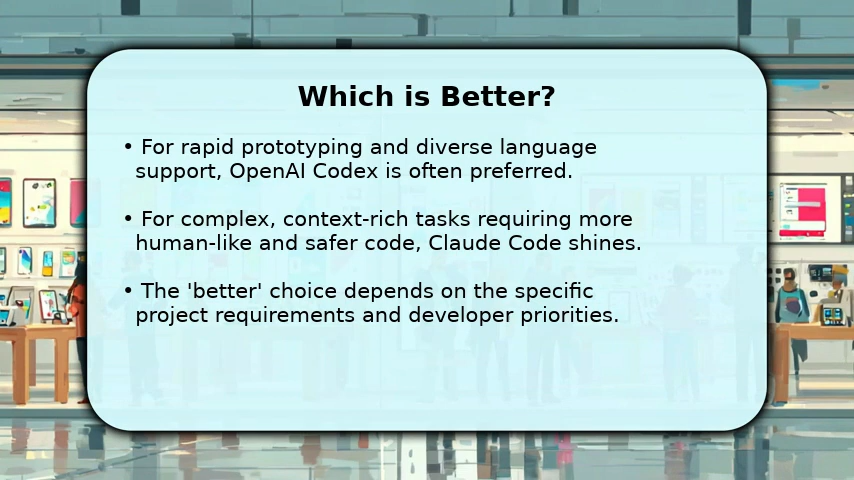 Which is Better?
• For rapid prototyping and diverse language
support, OpenAI Codex is often preferred.
• For complex, context-rich tasks requiring more
human-like and safer code, Claude Code shines.
• The 'better' choice depends on the specific
project requirements and developer priorities.